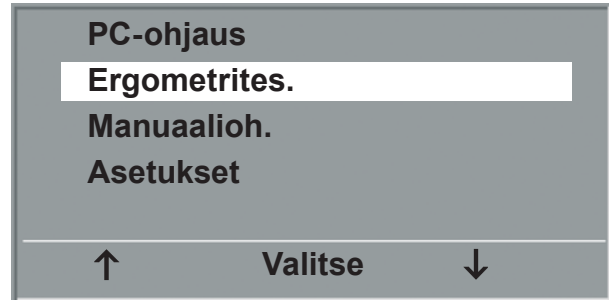 PC-ohjaus
Ergometrites.
Manuaalioh.
Asetukset
↑ Valitse ↓